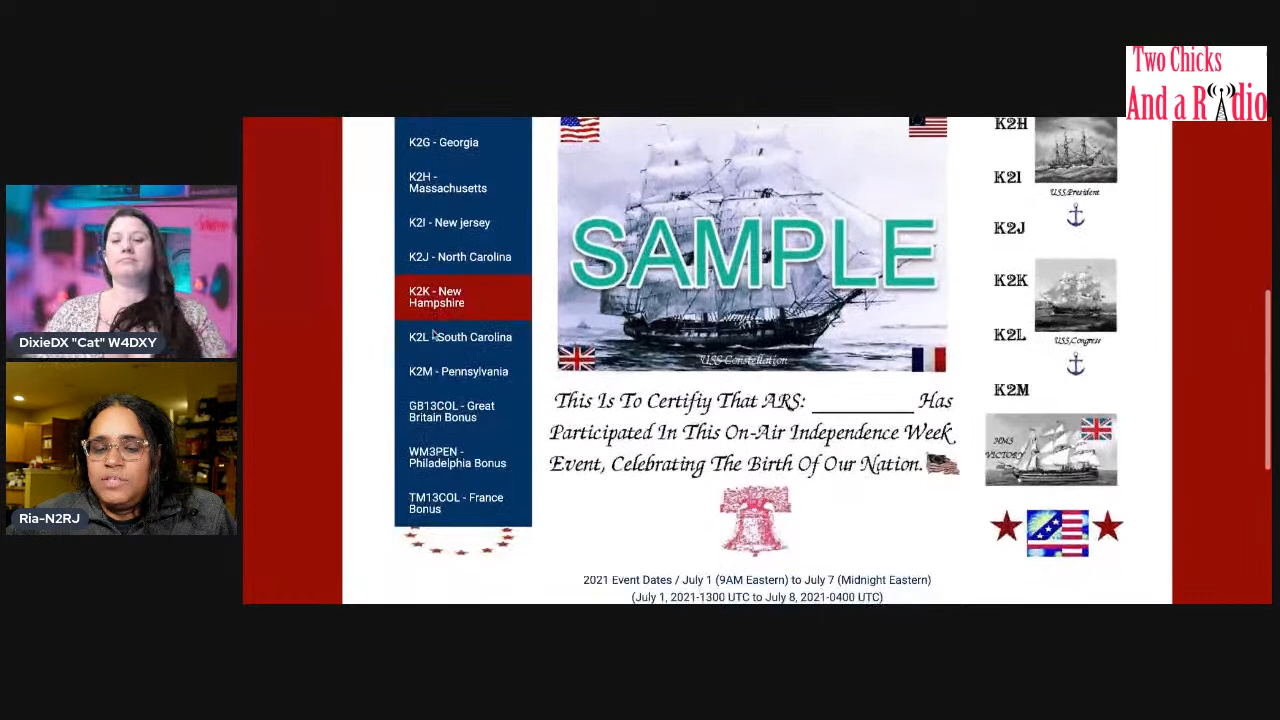 Two Chicks
And a Radio
K2G - Georgia
K2H -
Massachusetts
K2I - New jersey
K2J - North Carolina
K2K - New
Hampshire
K2L - South Carolina
K2M - Pennsylvania
GB13COL - Great
Britain Bonus
WM3PEN -
Philadelphia Bonus
TM13COL - France
Bonus
SAMPLE
USS Constellation
This Is To Certifiy That ARS: __________ Has
Participated In This On-Air Independence Week
Event, Celebrating The Birth Of Our Nation.
2021 Event Dates / July 1 (9AM Eastern) to July 7 (Midnight Eastern)
(July 1, 2021-1300 UTC to July 8, 2021-0400 UTC)
K2H
K2I
USS,President
K2J
K2K
K2L
USS,Congress
K2M
HMS
VICTORY
DixieDX "Cat" W4DXY
Ria-N2RJ